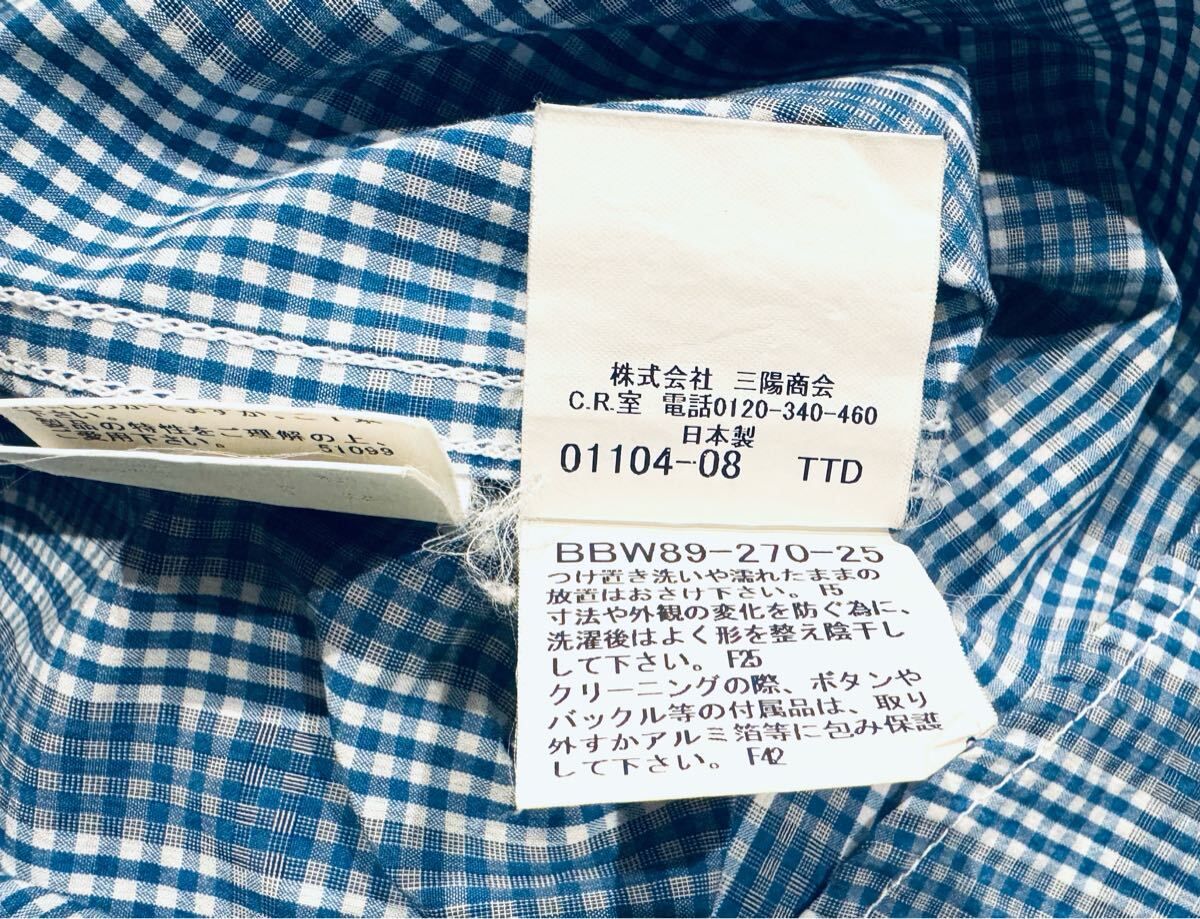 株式会社 三陽商会
C.R.室 電話0120-340-460
日本製
01104-08 TTD
BBW89-270-25
つけ置き洗いや濡れたままの
放置はおさけ下さい。 F5
寸法や外観の変化を防ぐ為に、
洗濯後はよく形を整え陰干し
して下さい。 F25
クリーニングの際、ボタンや
バックル等の付属品は、取り
外すかアルミ箔等に包み保護
して下さい。 F42
下さい。
製品の特性をご理解の上、
ご愛用下さい。 51099